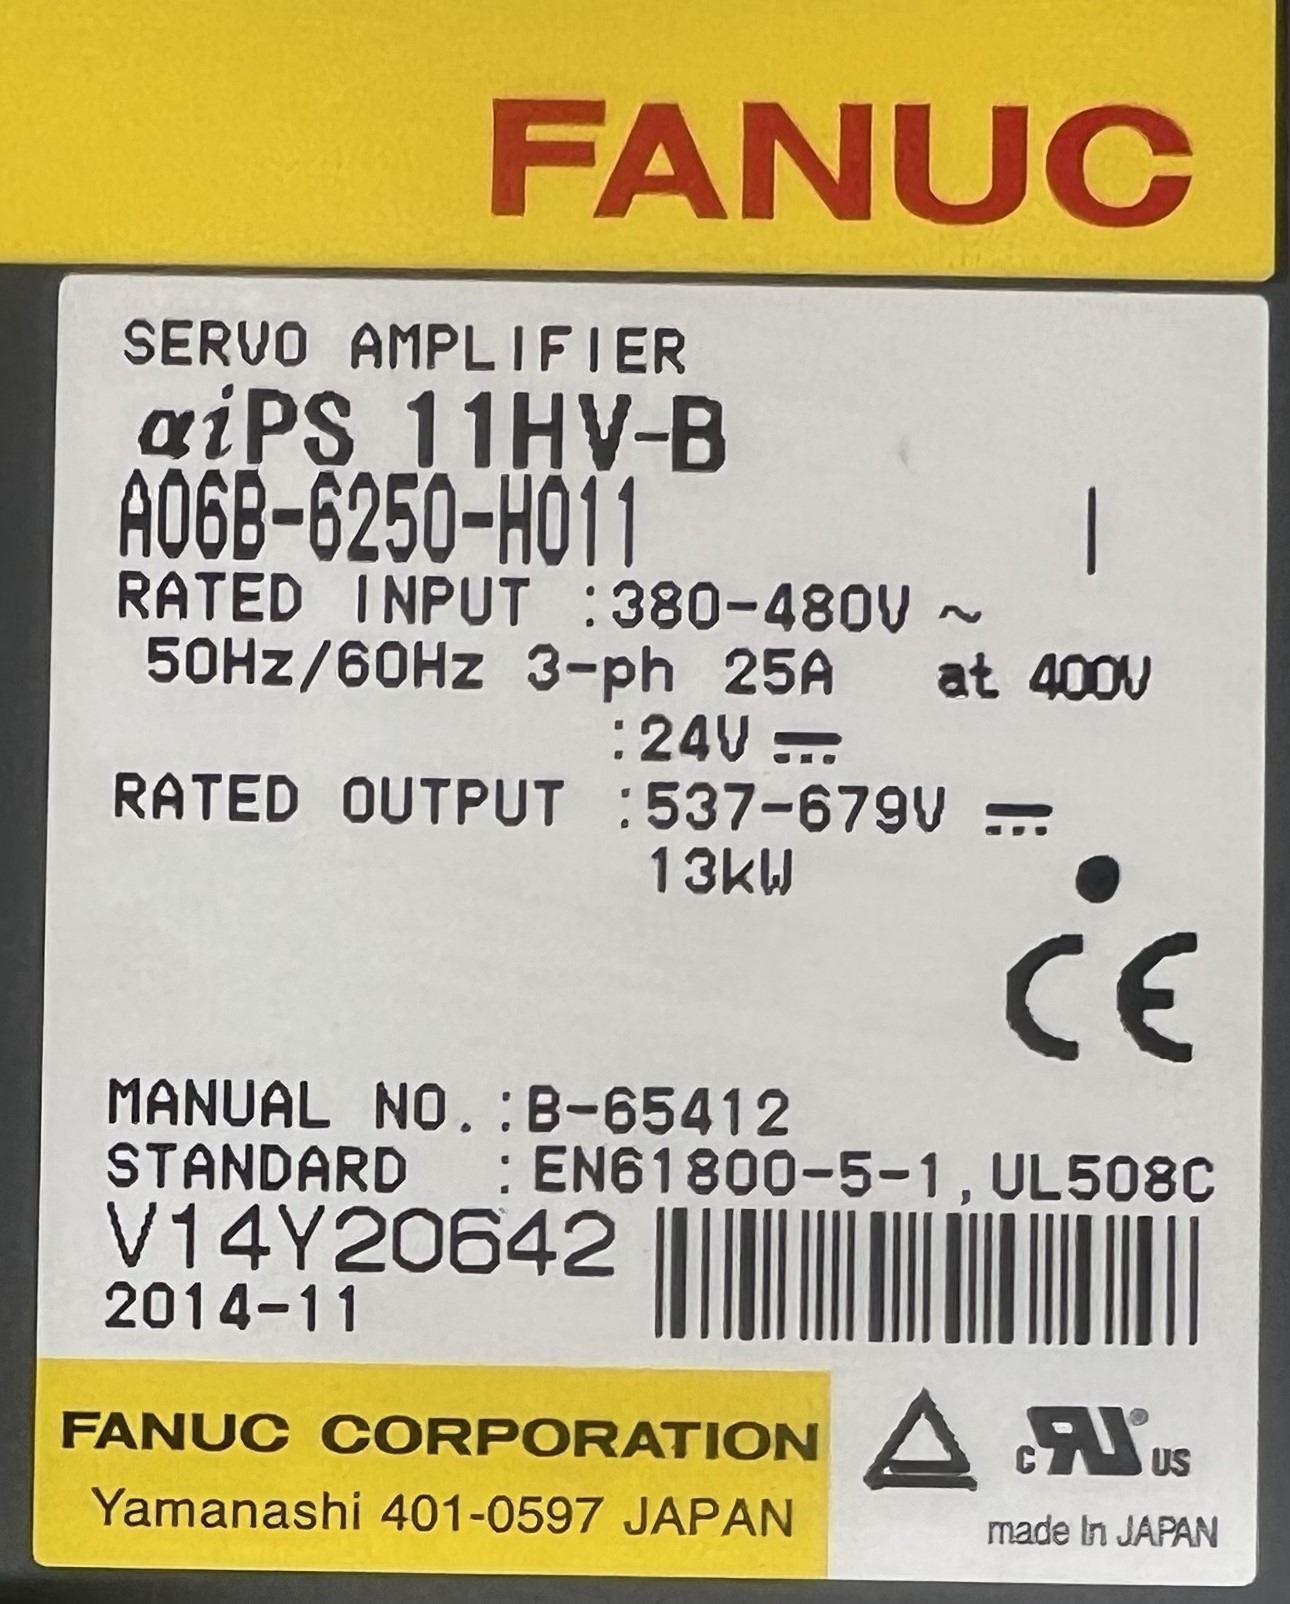 FANUC
SERVO AMPLIFIER
αiPS 11HV-B
A06B-6250-H011 |
RATED INPUT :380-480V ~
50Hz/60Hz 3-ph 25A at 400V
:24V ⎓
RATED OUTPUT :537-679V ⎓
13kW
CE
MANUAL NO.:B-65412
STANDARD :EN61800-5-1,UL508C
V14Y20642
2014-11
FANUC CORPORATION
Yamanashi 401-0597 JAPAN
c RU US
made in JAPAN